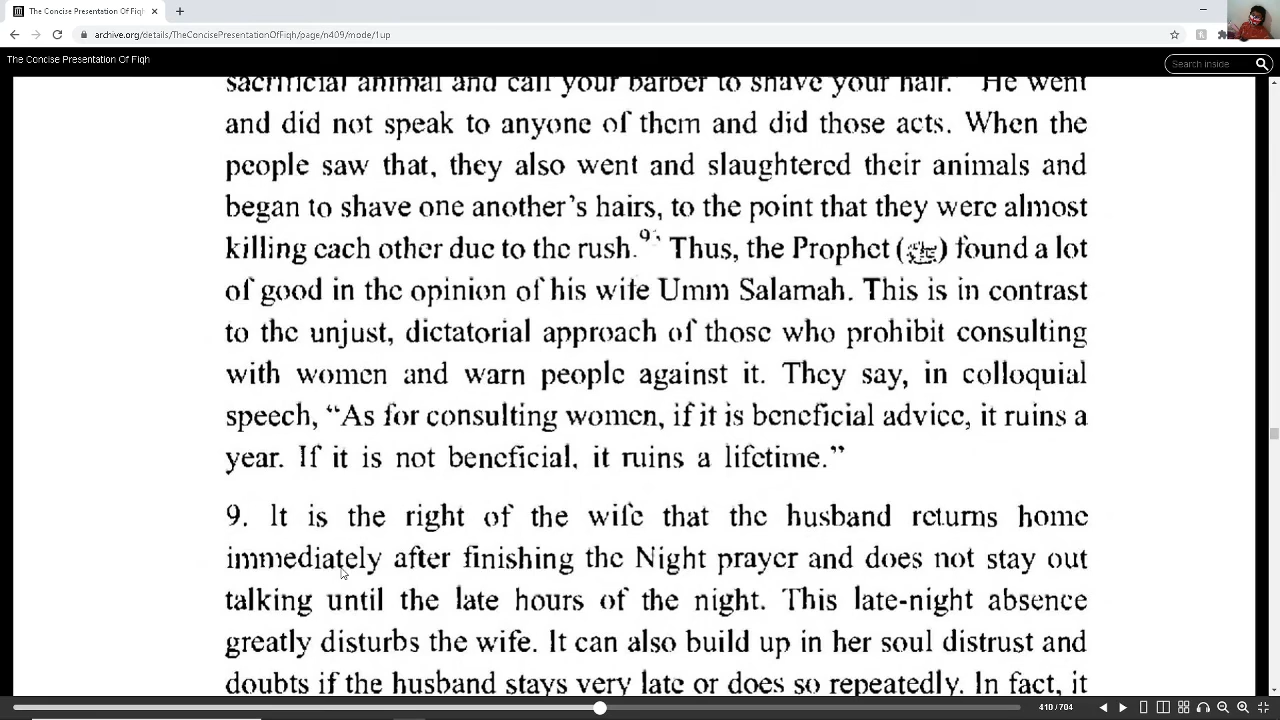 The Concise Presentation Of Fiqh
archive.org/details/TheConcisePresentationOfFiqh/page/n409/mode/1up
The Concise Presentation Of Fiqh
Search inside
sacrificial animal and call your barber to shave your hair." He went
and did not speak to anyone of them and did those acts. When the
people saw that, they also went and slaughtered their animals and
began to shave one another's hairs, to the point that they were almost
killing each other due to the rush. Thus, the Prophet (ﷺ) found a lot
of good in the opinion of his wife Umm Salamah. This is in contrast
to the unjust, dictatorial approach of those who prohibit consulting
with women and warn people against it. They say, in colloquial
speech, "As for consulting women, if it is beneficial advice, it ruins a
year. If it is not beneficial, it ruins a lifetime."
9. It is the right of the wife that the husband returns home
immediately after finishing the Night prayer and does not stay out
talking until the late hours of the night. This late-night absence
greatly disturbs the wife. It can also build up in her soul distrust and
doubts if the husband stays very late or does so repeatedly. In fact, it
410 / 704